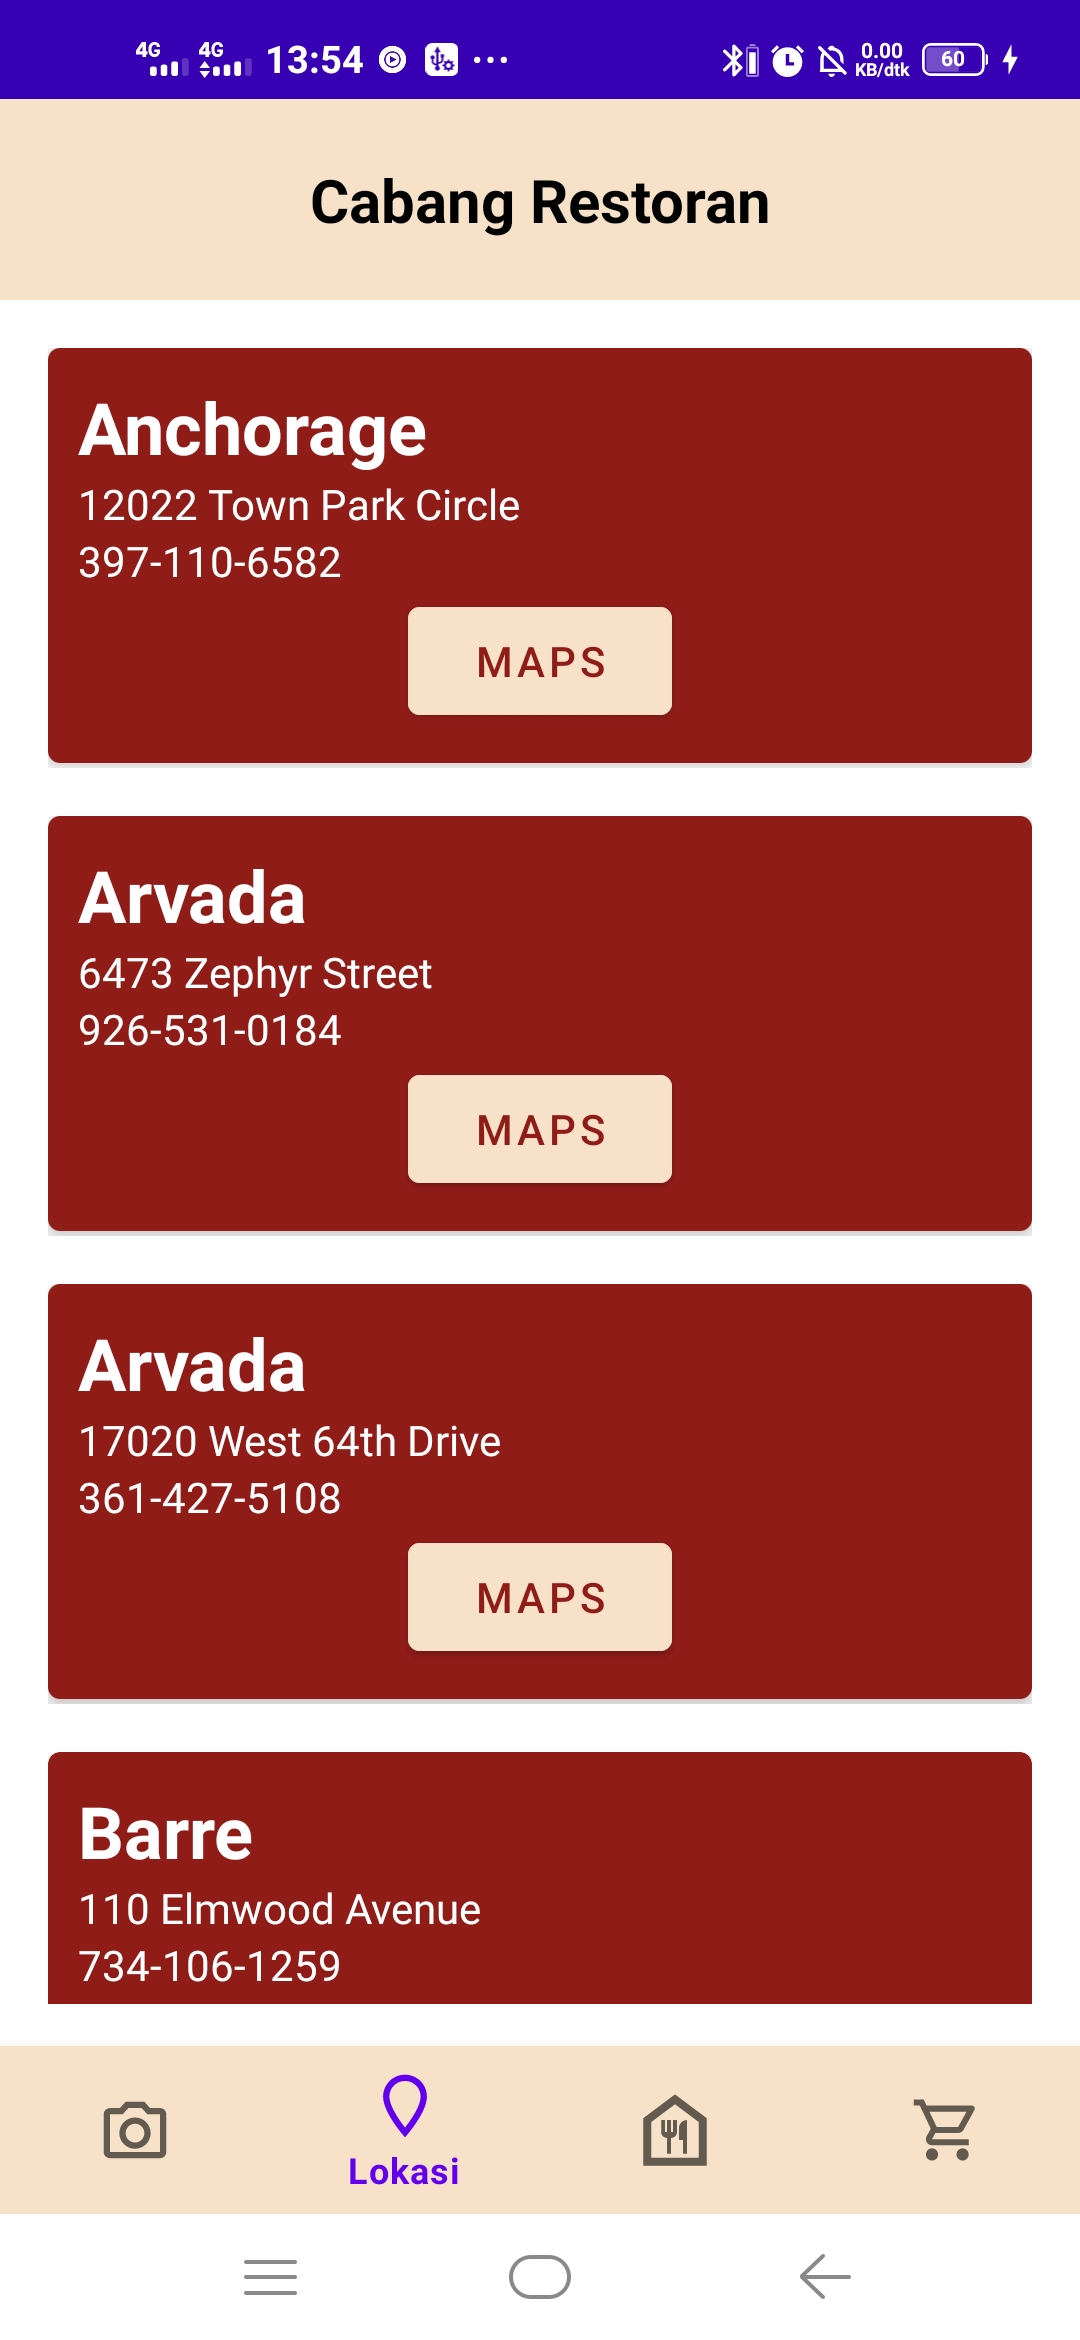 4G 4G 13:54 0.00 KB/dtk 60
Cabang Restoran
Anchorage
12022 Town Park Circle
397-110-6582
MAPS
Arvada
6473 Zephyr Street
926-531-0184
MAPS
Arvada
17020 West 64th Drive
361-427-5108
MAPS
Barre
110 Elmwood Avenue
734-106-1259
Lokasi